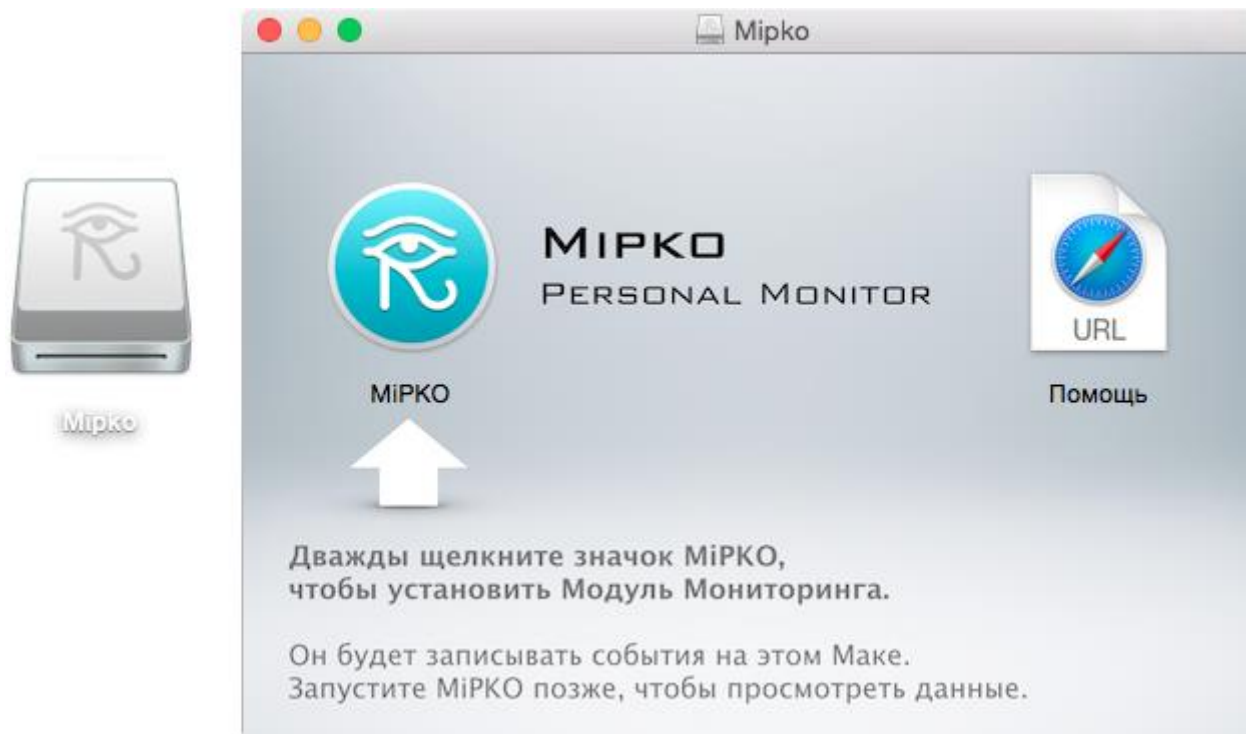 Mipko
MIPKO
PERSONAL MONITOR
URL
MiPKO
Помощь
Mipko
Дважды щелкните значок MiPKO,
чтобы установить Модуль Мониторинга.
Он будет записывать события на этом Маке.
Запустите MiPKO позже, чтобы просмотреть данные.